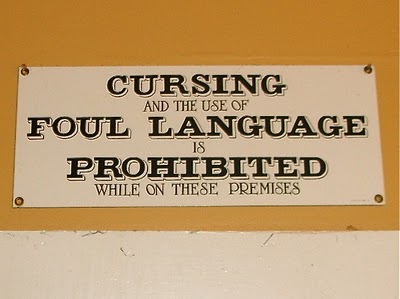 CURSING
AND THE USE OF
FOUL LANGUAGE
IS
PROHIBITED
WHILE ON THESE PREMISES